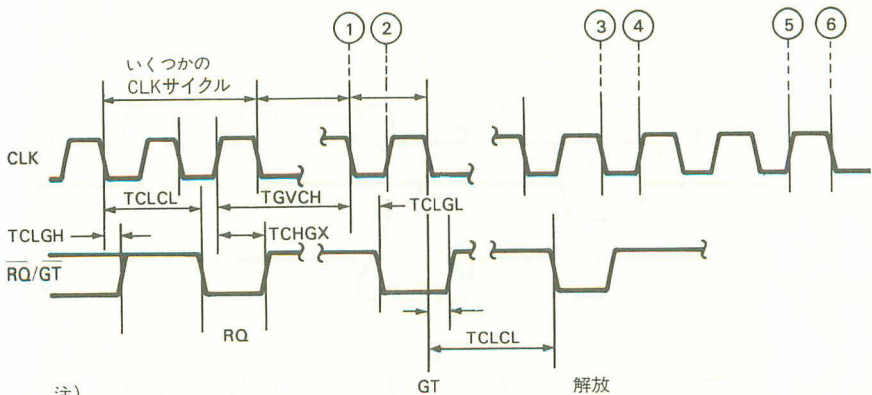 ① ② ③ ④ ⑤ ⑥
いくつかの
CLKサイクル
CLK
TCLCL TGVCH TCLGL
TCLGH TCHGX
RQ/GT
RQ TCLCL
GT 解放
注)